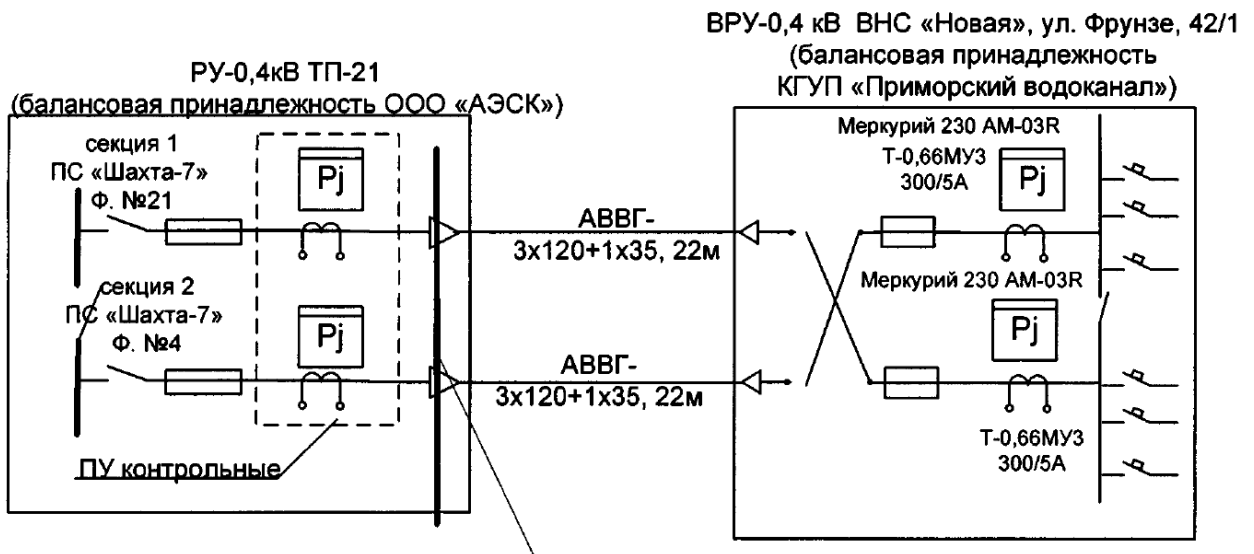 ВРУ-0,4 кВ ВНС «Новая», ул. Фрунзе, 42/1
(балансовая принадлежность
КГУП «Приморский водоканал»)
РУ-0,4кВ ТП-21
(балансовая принадлежность ООО «АЭСК»)
секция 1
ПС «Шахта-7»
Ф. №21
Pj
АВВГ-
3х120+1х35, 22м
Меркурий 230 АМ-03R
Т-0,66МУ3
300/5А
Pj
секция 2
ПС «Шахта-7»
Ф. №4
Pj
АВВГ-
3х120+1х35, 22м
Меркурий 230 АМ-03R
Pj
Т-0,66МУ3
300/5А
ПУ контрольные